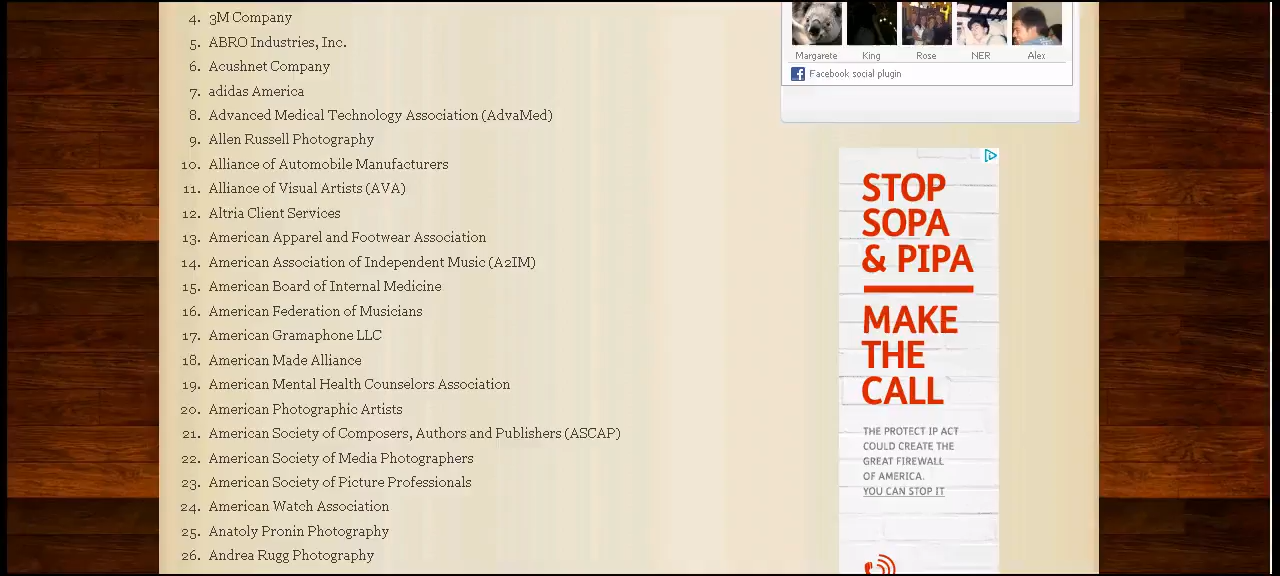 4. 3M Company
5. ABRO Industries, Inc.
6. Acushnet Company
7. adidas America
8. Advanced Medical Technology Association (AdvaMed)
9. Allen Russell Photography
10. Alliance of Automobile Manufacturers
11. Alliance of Visual Artists (AVA)
12. Altria Client Services
13. American Apparel and Footwear Association
14. American Association of Independent Music (A2IM)
15. American Board of Internal Medicine
16. American Federation of Musicians
17. American Gramaphone LLC
18. American Made Alliance
19. American Mental Health Counselors Association
20. American Photographic Artists
21. American Society of Composers, Authors and Publishers (ASCAP)
22. American Society of Media Photographers
23. American Society of Picture Professionals
24. American Watch Association
25. Anatoly Pronin Photography
26. Andrea Rugg Photography
Margarete King Rose NER Alex
Facebook social plugin
STOP
SOPA
& PIPA
MAKE
THE
CALL
THE PROTECT IP ACT
COULD CREATE THE
GREAT FIREWALL
OF AMERICA.
YOU CAN STOP IT